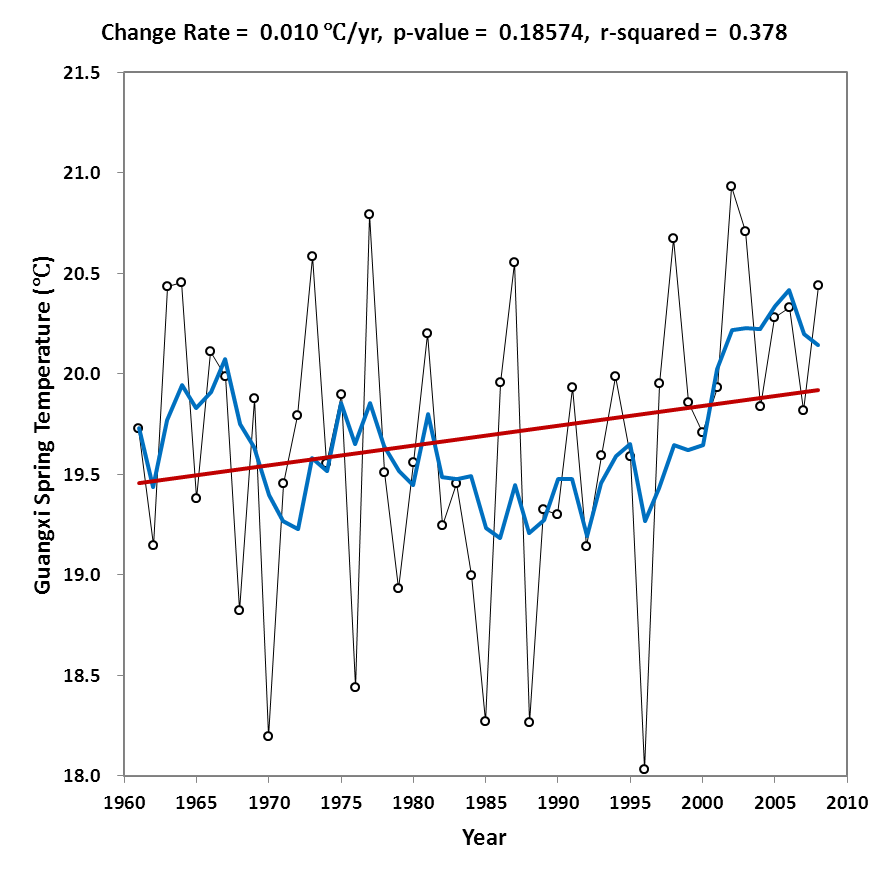 Change Rate = 0.010 ℃/yr, p-value = 0.18574, r-squared = 0.378
21.5
21.0
20.5
20.0
19.5
19.0
18.5
18.0
Guangxi Spring Temperature (℃)
1960 1965 1970 1975 1980 1985 1990 1995 2000 2005 2010
Year